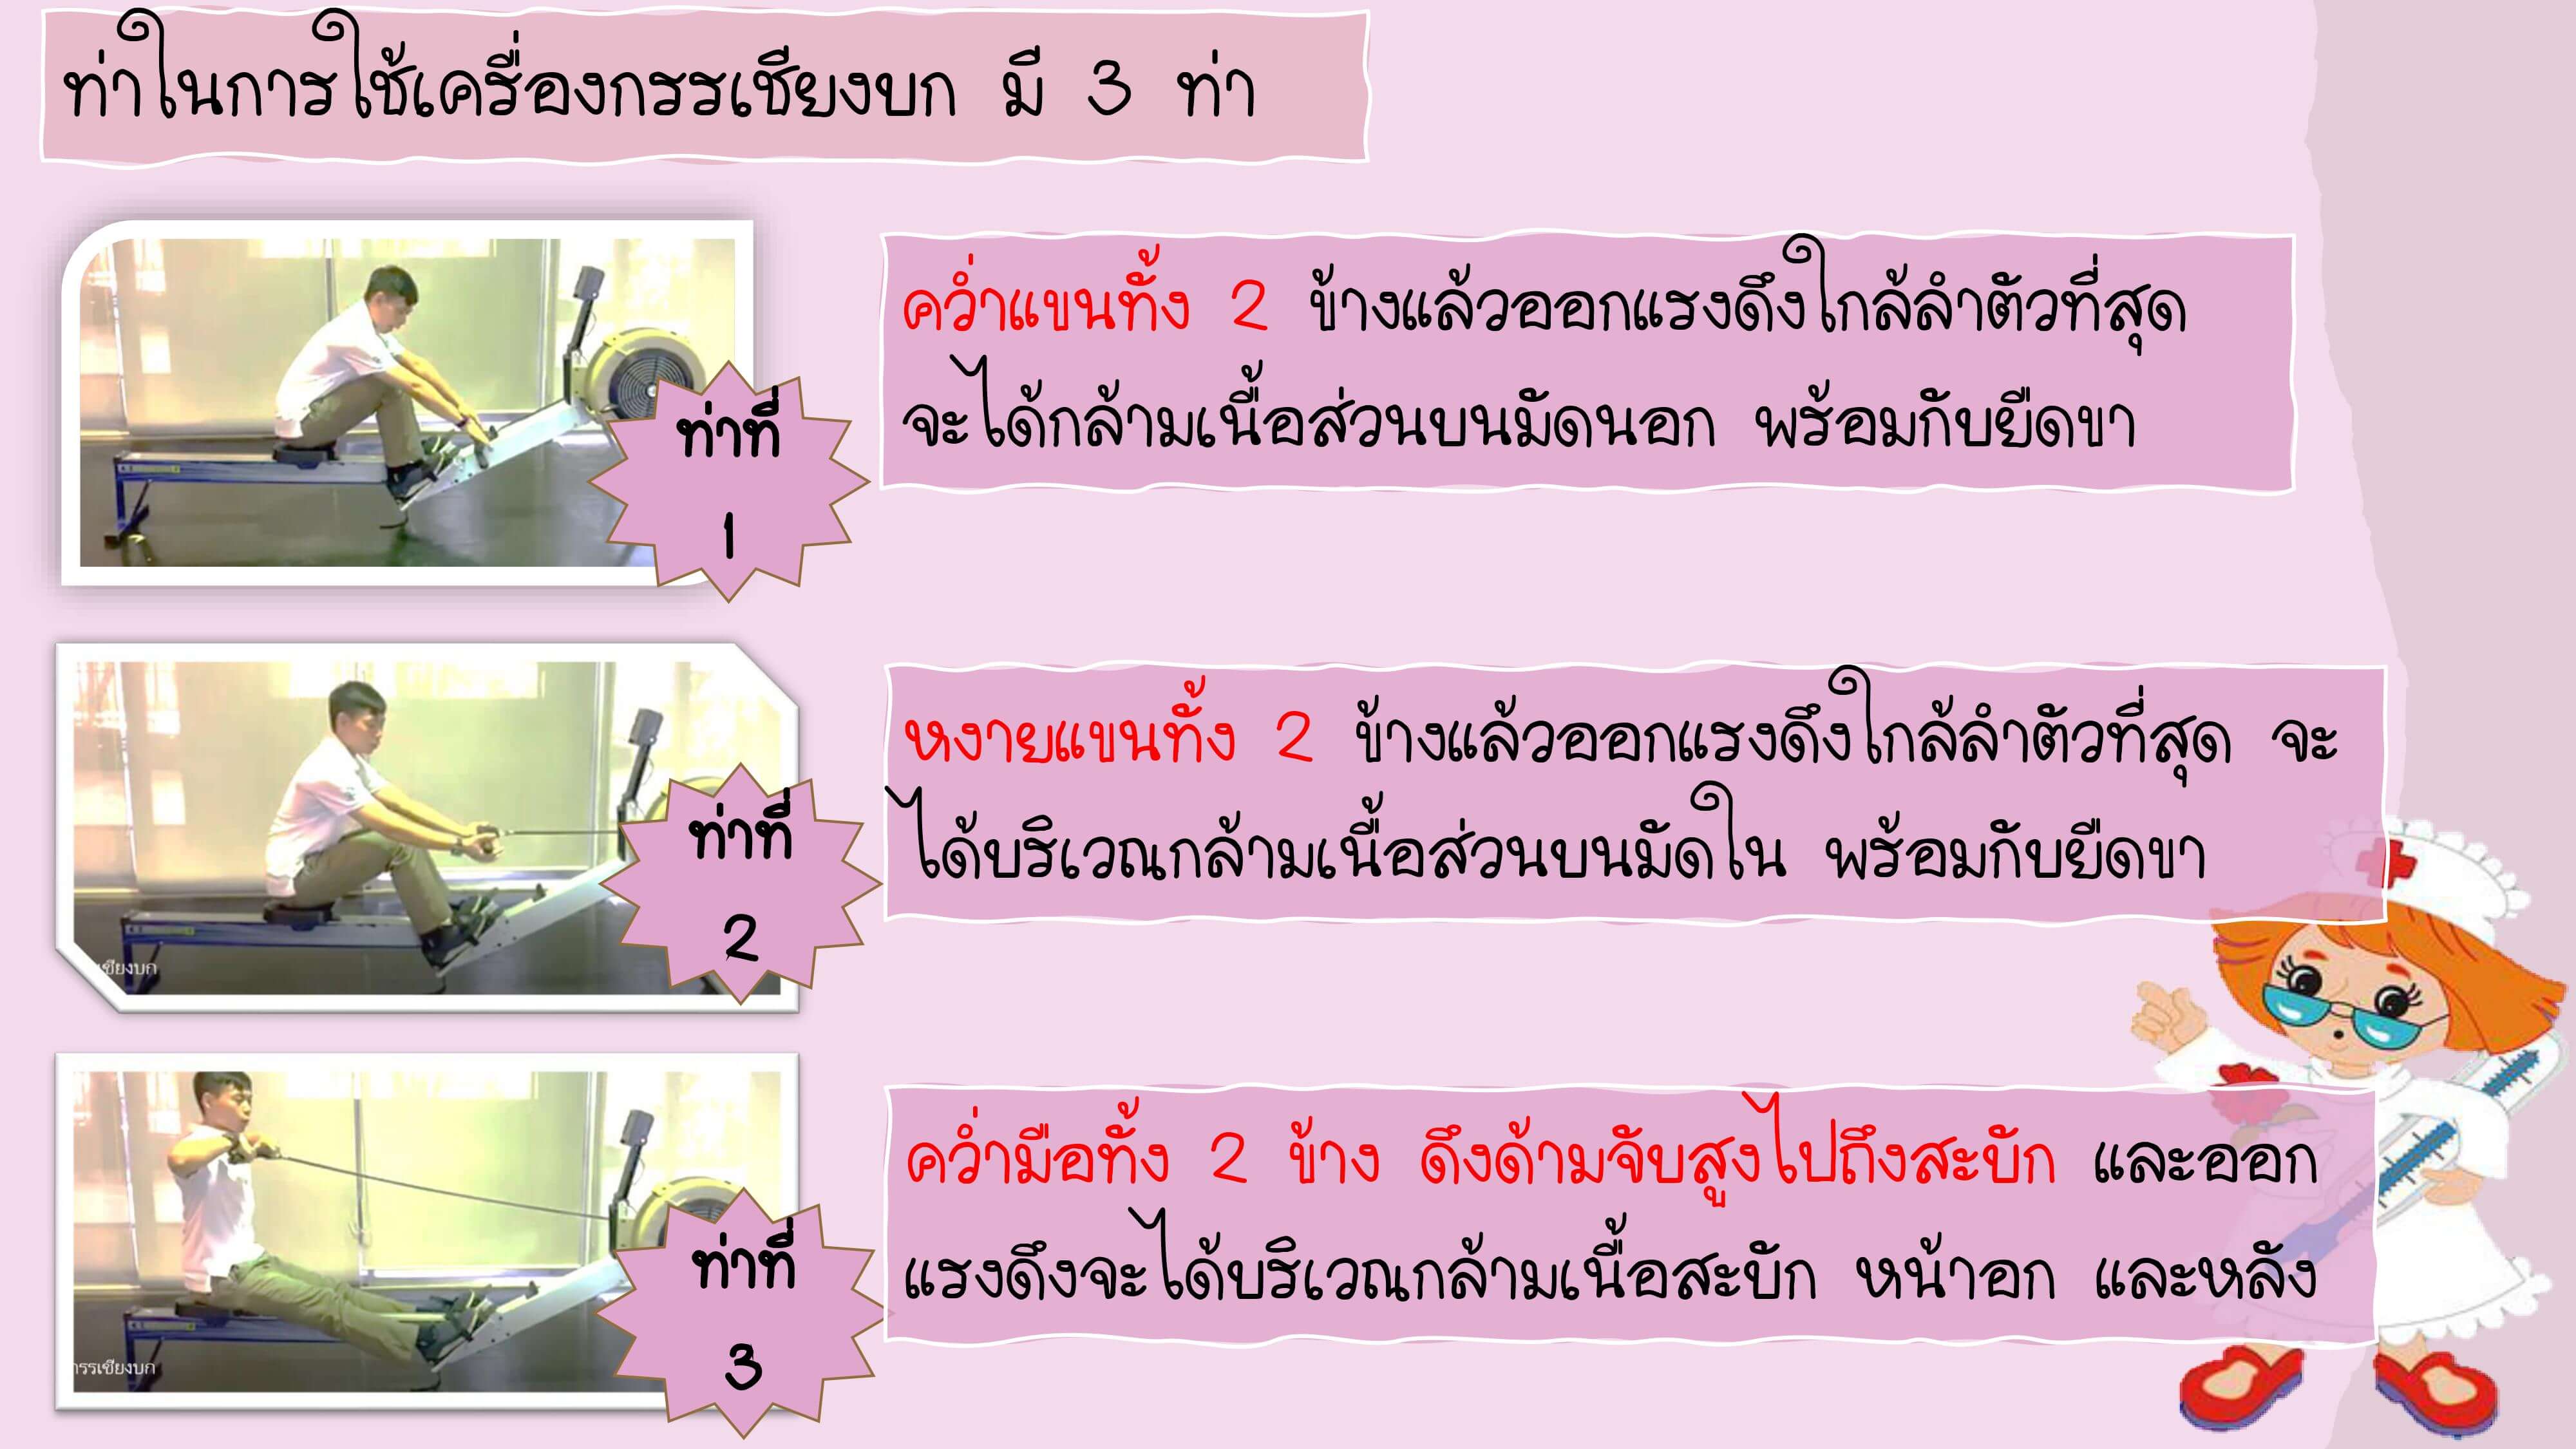 ท่าในการใช้เครื่องกรรเชียงบก มี 3 ท่า
ท่าที่
1
คว่ำแขนทั้ง 2 ข้างแล้วออกแรงดึงใกล้ลำตัวที่สุด
จะได้กล้ามเนื้อส่วนบนมัดนอก พร้อมกับยืดขา
ท่าที่
2
เชียงบก
หงายแขนทั้ง 2 ข้างแล้วออกแรงดึงใกล้ลำตัวที่สุด จะ
ได้บริเวณกล้ามเนื้อส่วนบนมัดใน พร้อมกับยืดขา
ท่าที่
3
กรรเชียงบก
คว่ำมือทั้ง 2 ข้าง ดึงด้ามจับสูงไปถึงสะบัก และออก
แรงดึงจะได้บริเวณกล้ามเนื้อสะบัก หน้าอก และหลัง